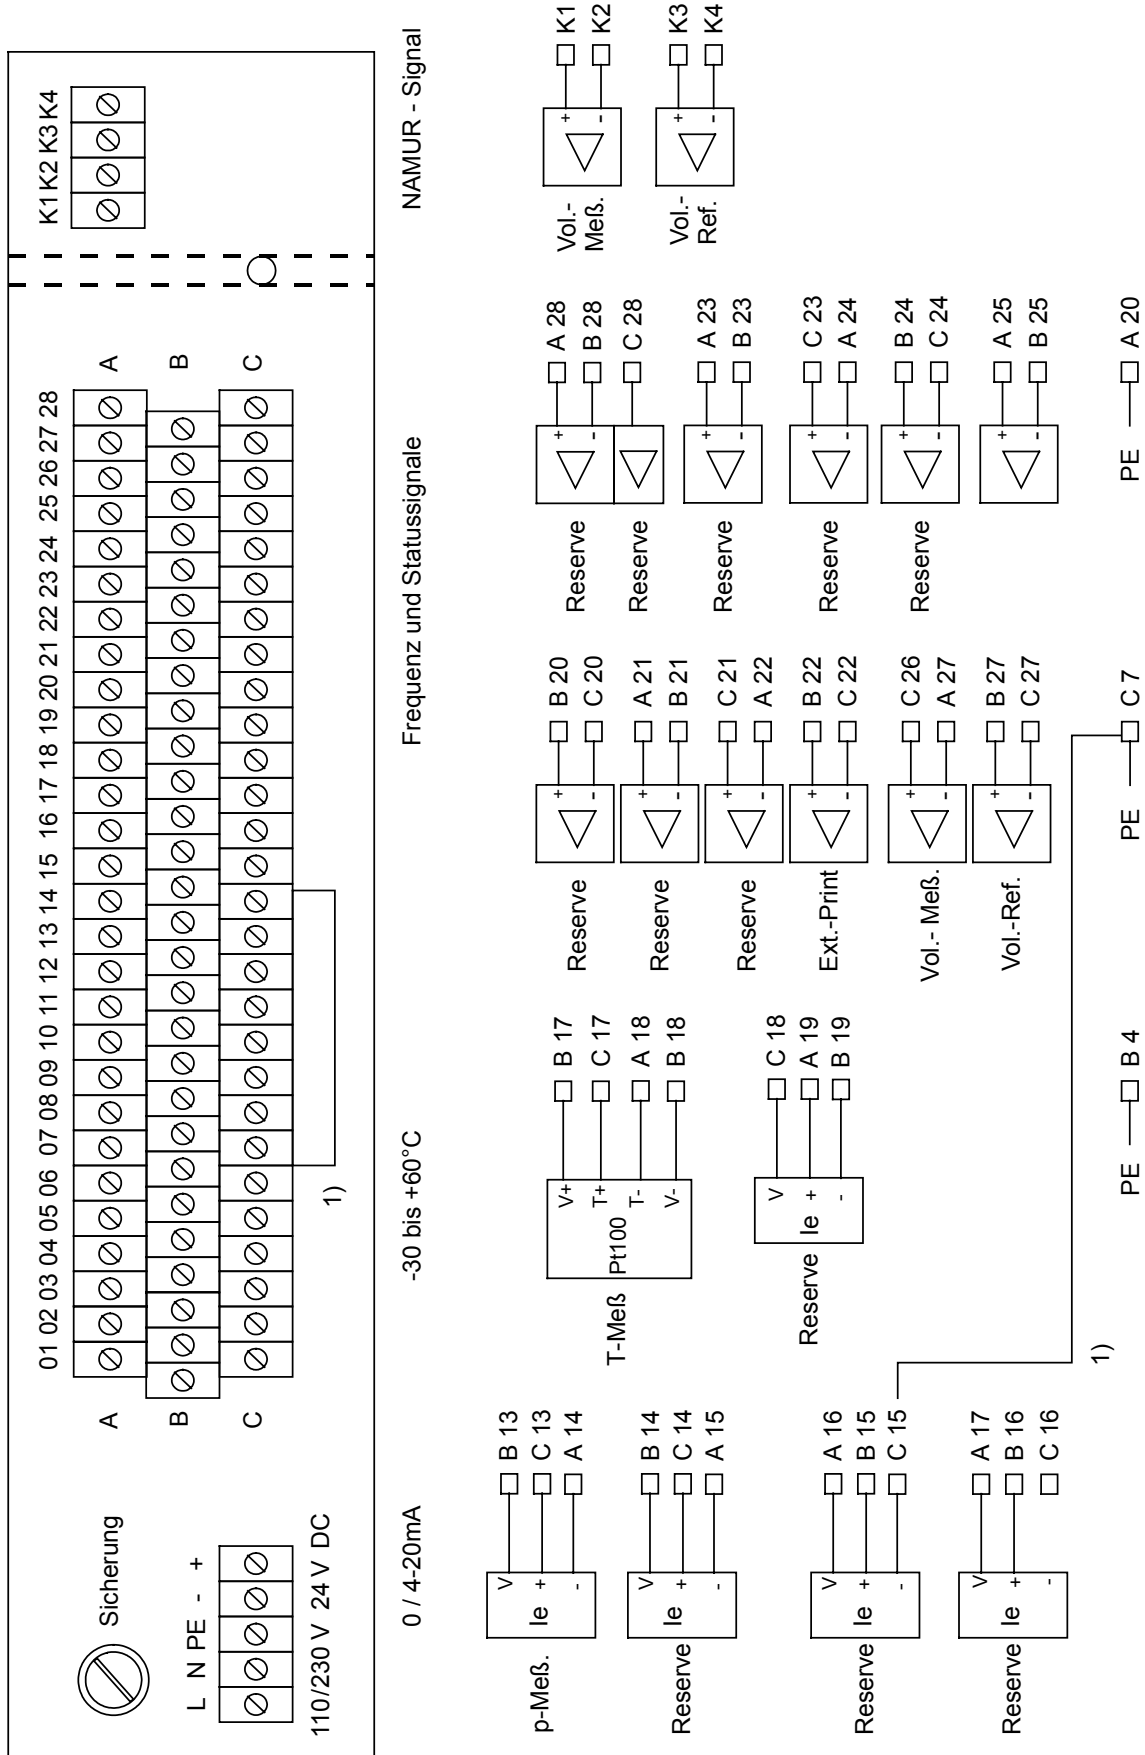 Sicherung
L N PE - +
110/230 V 24 V DC
01 02 03 04 05 06 07 08 09 10 11 12 13 14 15 16 17 18 19 20 21 22 23 24 25 26 27 28
A
A
B
B
C
C
1)
K1 K2 K3 K4
0 / 4-20mA
-30 bis +60°C
Frequenz und Statussignale
NAMUR - Signal
p-Meß.
Ie
V
+
-
B 13
C 13
A 14
Reserve
Ie
V
+
-
B 14
C 14
A 15
Reserve
Ie
V
+
-
A 16
B 15
C 15
Reserve
Ie
V
+
-
A 17
B 16
C 16
1)
T-Meß
Pt100
V+
T+
T-
V-
B 17
C 17
A 18
B 18
Reserve
Ie
V
+
-
C 18
A 19
B 19
Reserve
+
-
B 20
C 20
Reserve
+
-
A 21
B 21
Reserve
+
-
C 21
A 22
Ext.-Print
+
-
B 22
C 22
Vol.- Meß.
+
-
C 26
A 27
Vol.-Ref.
+
-
B 27
C 27
Reserve
+
-
A 28
B 28
Reserve
C 28
Reserve
+
-
A 23
B 23
Reserve
+
-
C 23
A 24
Reserve
+
-
B 24
C 24
+
-
A 25
B 25
Vol.-
Meß.
+
-
K1
K2
Vol.-
Ref.
+
-
K3
K4
PE
B 4
PE
C 7
PE
A 20